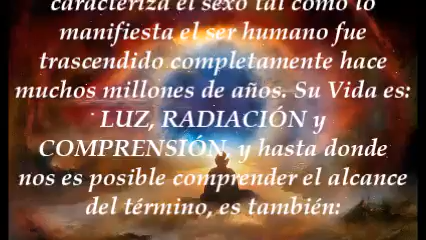 caracteriza el sexo tal como lo
manifiesta el ser humano fue
trascendido completamente hace
muchos millones de años. Su Vida es:
LUZ, RADIACIÓN y
COMPRENSIÓN, y hasta donde
nos es posible comprender el alcance
del término, es también: